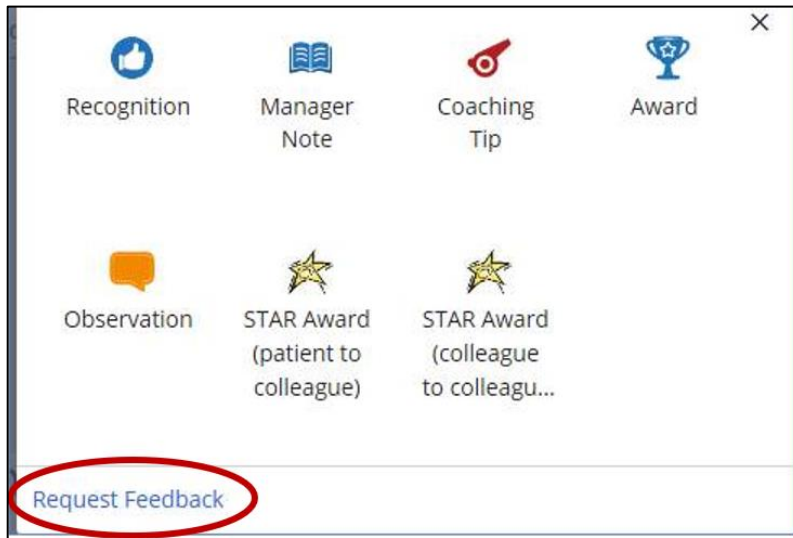 Recognition
Manager
Note
Coaching
Tip
Award
Observation
STAR Award
(patient to
colleague)
STAR Award
(colleague
to colleagu...
Request Feedback